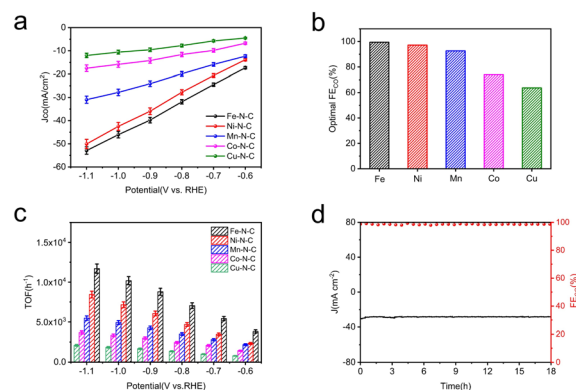 a
Jco(mA/cm²)
0
-10
-20
-30
-40
-50
-60
Fe-N-C
Ni-N-C
Mn-N-C
Co-N-C
Cu-N-C
-1.1 -1.0 -0.9 -0.8 -0.7 -0.6
Potential(V vs. RHE)
b
Optimal FECO(%)
100
80
60
40
20
0
Fe Ni Mn Co Cu
c
TOF(h⁻¹)
1.5x10⁴
1.0x10⁴
5.0x10³
0.0
Fe-N-C
Ni-N-C
Mn-N-C
Co-N-C
Cu-N-C
-1.1 -1.0 -0.9 -0.8 -0.7 -0.6
Potential(V vs. RHE)
d
J(mA cm⁻²)
80
40
0
-40
-80
100
80
60
40
20
0
0 3 6 9 12 15 18
Time(h)